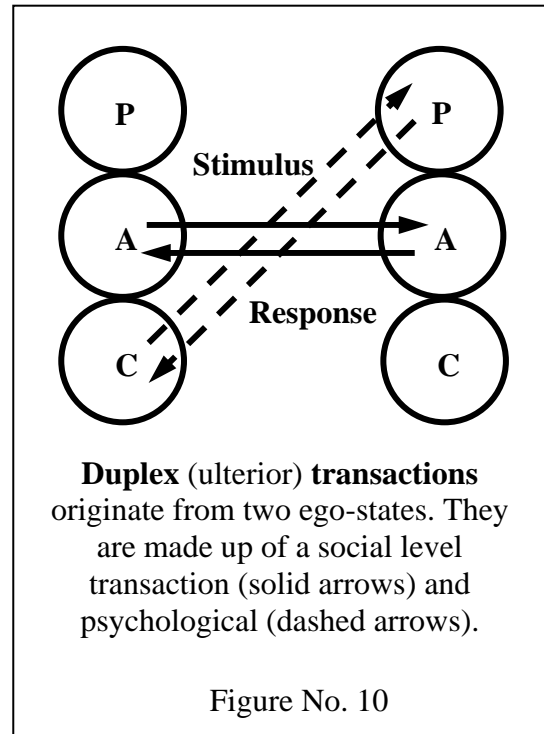 P P
Stimulus
A A
Response
C C
Duplex (ulterior) transactions
originate from two ego-states. They
are made up of a social level
transaction (solid arrows) and
psychological (dashed arrows).
Figure No. 10